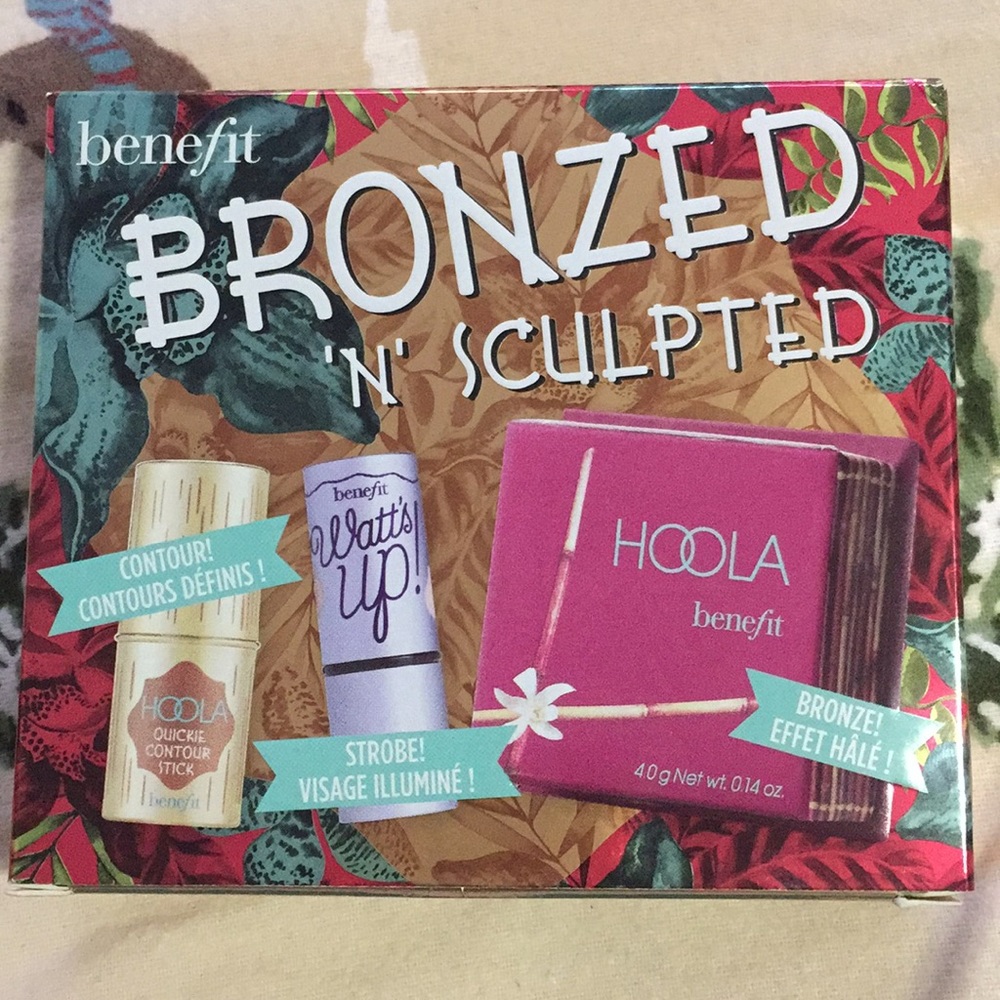 benefit
BRONZED
'N' SCULPTED
CONTOUR!
CONTOURS DÉFINIS !
HOOLA
QUICKIE
CONTOUR
STICK
benefit
benefit
Watt's
up!
STROBE!
VISAGE ILLUMINÉ !
HOOLA
benefit
BRONZE!
EFFET HÂLÉ !
4.0 g Net wt. 0.14 oz.